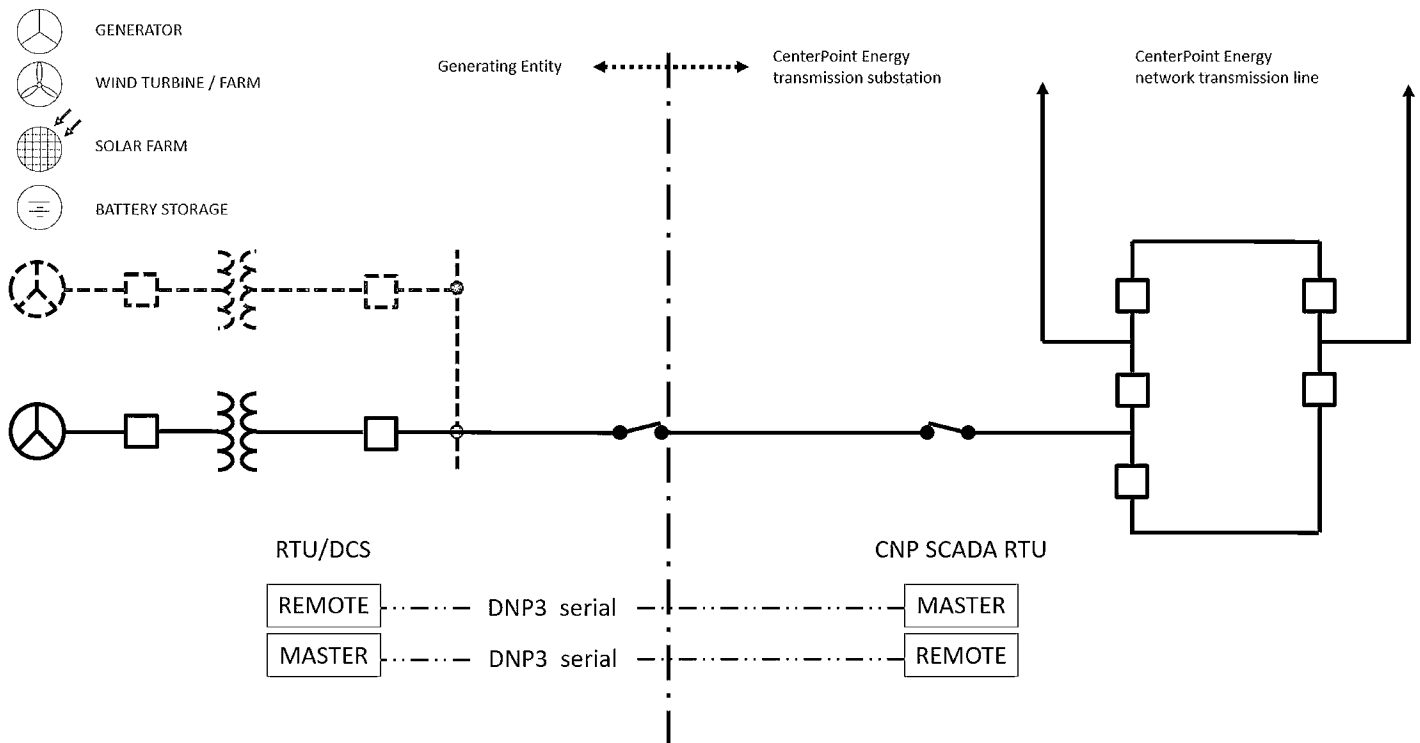 GENERATOR
WIND TURBINE / FARM
SOLAR FARM
BATTERY STORAGE
Generating Entity
CenterPoint Energy
transmission substation
CenterPoint Energy
network transmission line
RTU/DCS
CNP SCADA RTU
REMOTE DNP3 serial MASTER
MASTER DNP3 serial REMOTE